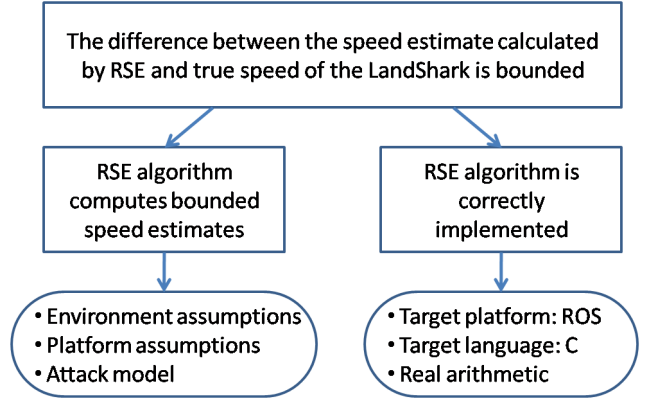 The difference between the speed estimate calculated
by RSE and true speed of the LandShark is bounded
RSE algorithm
computes bounded
speed estimates
RSE algorithm is
correctly
implemented
• Environment assumptions
• Platform assumptions
• Attack model
• Target platform: ROS
• Target language: C
• Real arithmetic